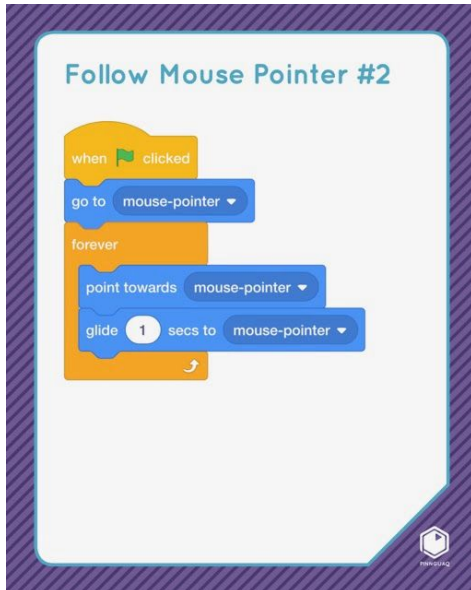 Follow Mouse Pointer #2
when clicked
go to mouse-pointer
forever
point towards mouse-pointer
glide 1 secs to mouse-pointer
PINNGUAQ